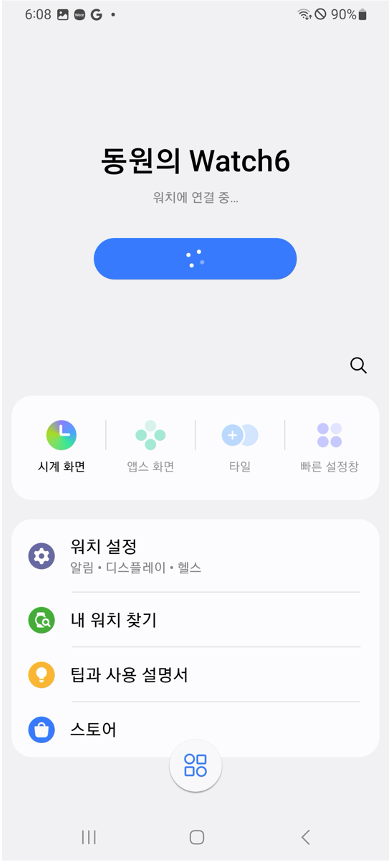 6:08 90%
동원의 Watch6
워치에 연결 중...
시계 화면 앱스 화면 타일 빠른 설정창
워치 설정
알림 • 디스플레이 • 헬스
내 워치 찾기
팁과 사용 설명서
스토어